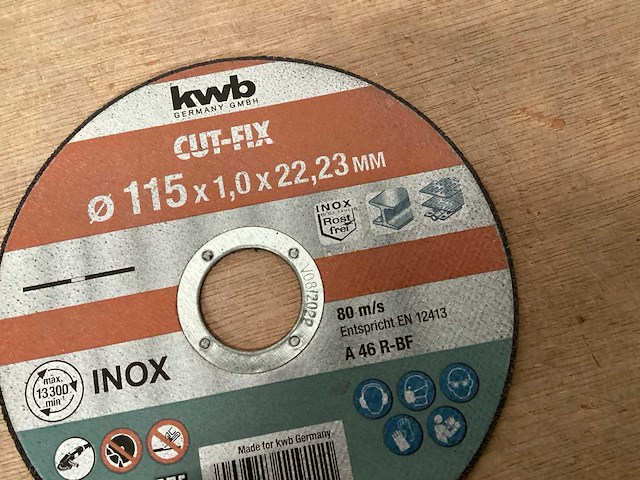 kwb
GERMANY GMBH
CUT-FIX
Ø 115 x 1,0 x 22,23 MM
INOX
Rost
frei
V08/2022
80 m/s
Entspricht EN 12413
A 46 R-BF
max.
13300
min⁻¹
INOX
Made for kwb Germany